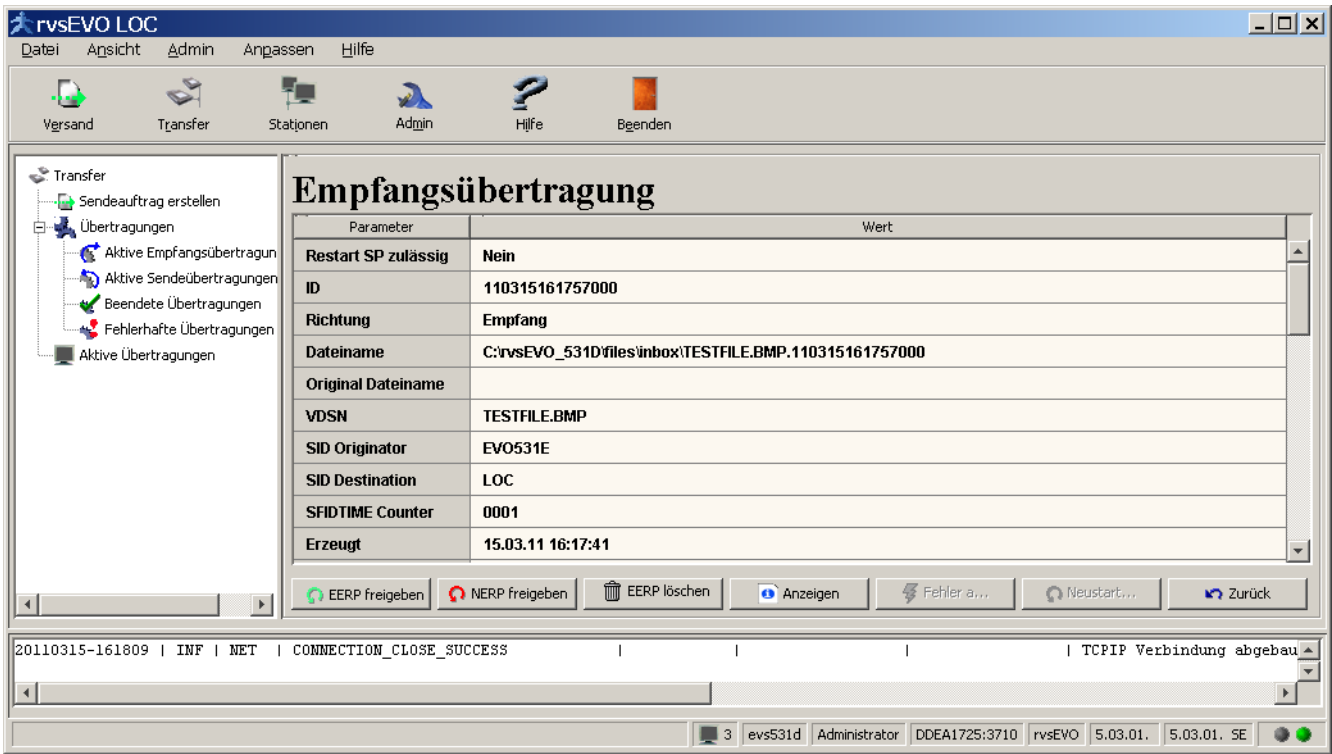 rvsEVO LOC
Datei Ansicht Admin Anpassen Hilfe
Versand Transfer Stationen Admin Hilfe Beenden
Transfer
Sendeauftrag erstellen
Übertragungen
Aktive Empfangsübertragun
Aktive Sendeübertragungen
Beendete Übertragungen
Fehlerhafte Übertragungen
Aktive Übertragungen
Empfangsübertragung
Parameter Wert
Restart SP zulässig Nein
ID 110315161757000
Richtung Empfang
Dateiname C:\rvsEVO_531D\files\inbox\TESTFILE.BMP.110315161757000
Original Dateiname
VDSN TESTFILE.BMP
SID Originator EVO531E
SID Destination LOC
SFIDTIME Counter 0001
Erzeugt 15.03.11 16:17:41
EERP freigeben NERP freigeben EERP löschen Anzeigen Fehler a... Neustart... Zurück
20110315-161809 | INF | NET | CONNECTION_CLOSE_SUCCESS | | | | TCPIP Verbindung abgebau
3 evs531d Administrator DDEA1725:3710 rvsEVO 5.03.01. 5.03.01. SE